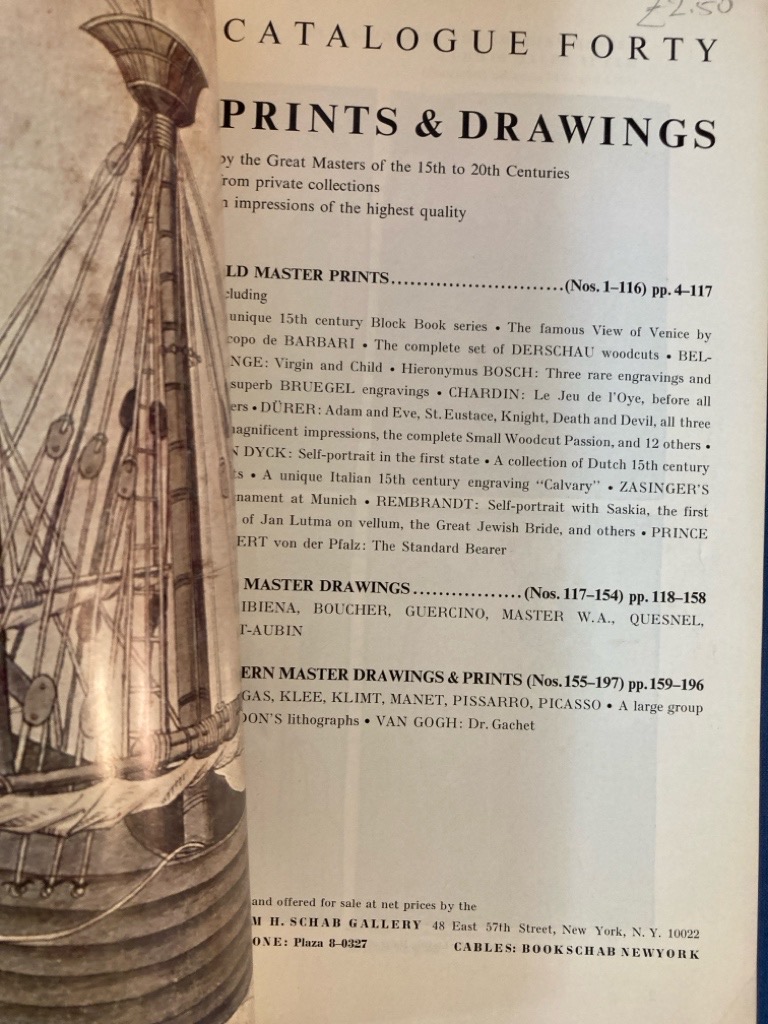 £2.50
CATALOGUE FORTY
PRINTS & DRAWINGS
by the Great Masters of the 15th to 20th Centuries
rom private collections
n impressions of the highest quality
LD MASTER PRINTS..........................(Nos. 1–116) pp. 4–117
cluding
unique 15th century Block Book series • The famous View of Venice by
copo de BARBARI • The complete set of DERSCHAU woodcuts • BEL-
NGE: Virgin and Child • Hieronymus BOSCH: Three rare engravings and
superb BRUEGEL engravings • CHARDIN: Le Jeu de l'Oye, before all
ers • DÜRER: Adam and Eve, St. Eustace, Knight, Death and Devil, all three
agnificent impressions, the complete Small Woodcut Passion, and 12 others •
N DYCK: Self-portrait in the first state • A collection of Dutch 15th century
ts • A unique Italian 15th century engraving “Calvary” • ZASINGER'S
nament at Munich • REMBRANDT: Self-portrait with Saskia, the first
of Jan Lutma on vellum, the Great Jewish Bride, and others • PRINCE
ERT von der Pfalz: The Standard Bearer
MASTER DRAWINGS.................(Nos. 117–154) pp. 118–158
IBIENA, BOUCHER, GUERCINO, MASTER W.A., QUESNEL,
T-AUBIN
ERN MASTER DRAWINGS & PRINTS (Nos. 155–197) pp. 159–196
GAS, KLEE, KLIMT, MANET, PISSARRO, PICASSO • A large group
DON'S lithographs • VAN GOGH: Dr. Gachet
and offered for sale at net prices by the
M H. SCHAB GALLERY 48 East 57th Street, New York, N. Y. 10022
ONE: Plaza 8–0327 CABLES: BOOKSCHAB NEWYORK